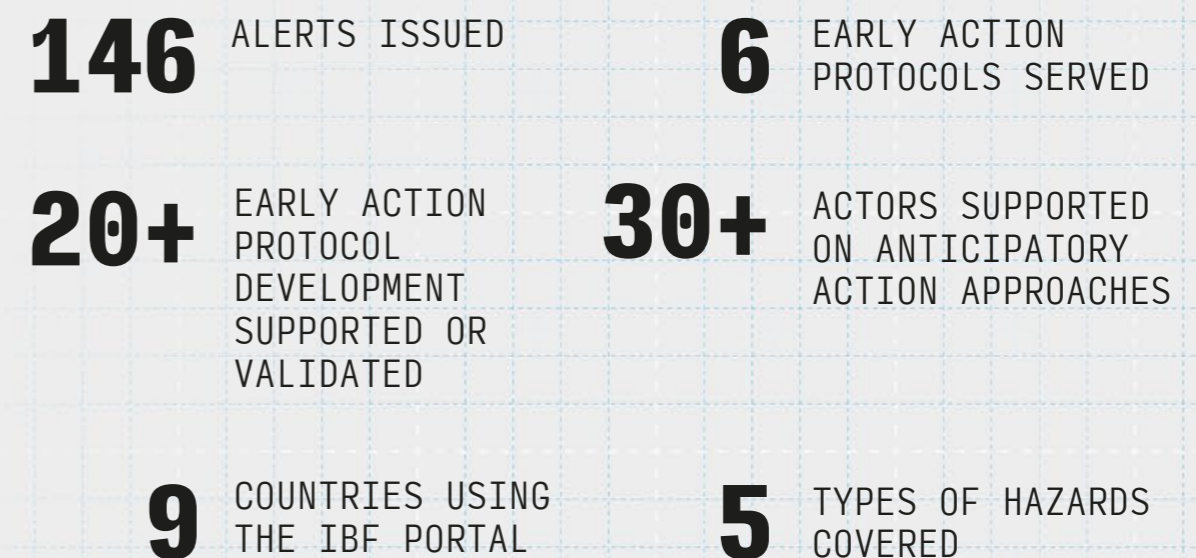 146
ALERTS ISSUED
6
EARLY ACTION
PROTOCOLS SERVED
20+
EARLY ACTION
PROTOCOL
DEVELOPMENT
SUPPORTED OR
VALIDATED
30+
ACTORS SUPPORTED
ON ANTICIPATORY
ACTION APPROACHES
9
COUNTRIES USING
THE IBF PORTAL
5
TYPES OF HAZARDS
COVERED